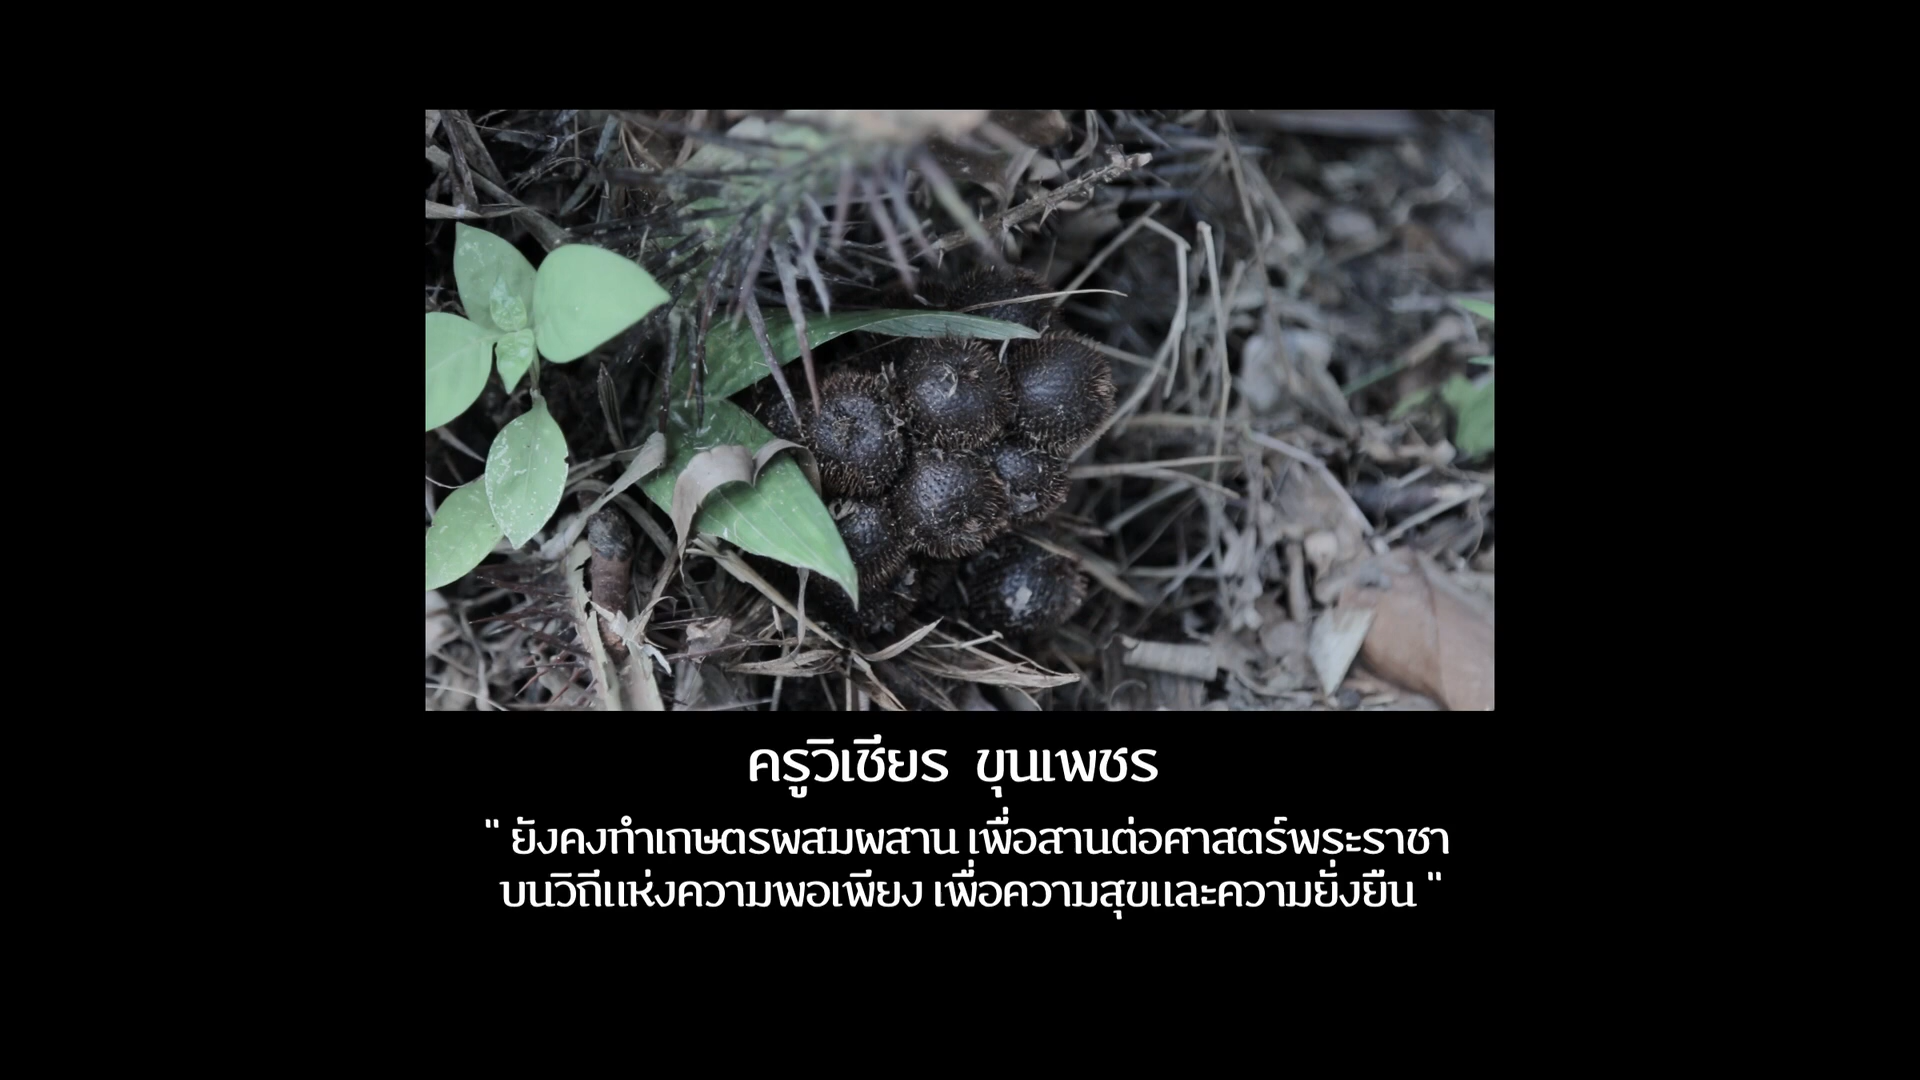 ครูวิเชียร ขุนเพชร
" ยังคงทำเกษตรผสมผสาน เพื่อสานต่อศาสตร์พระราชา
บนวิถีแห่งความพอเพียง เพื่อความสุขและความยั่งยืน "